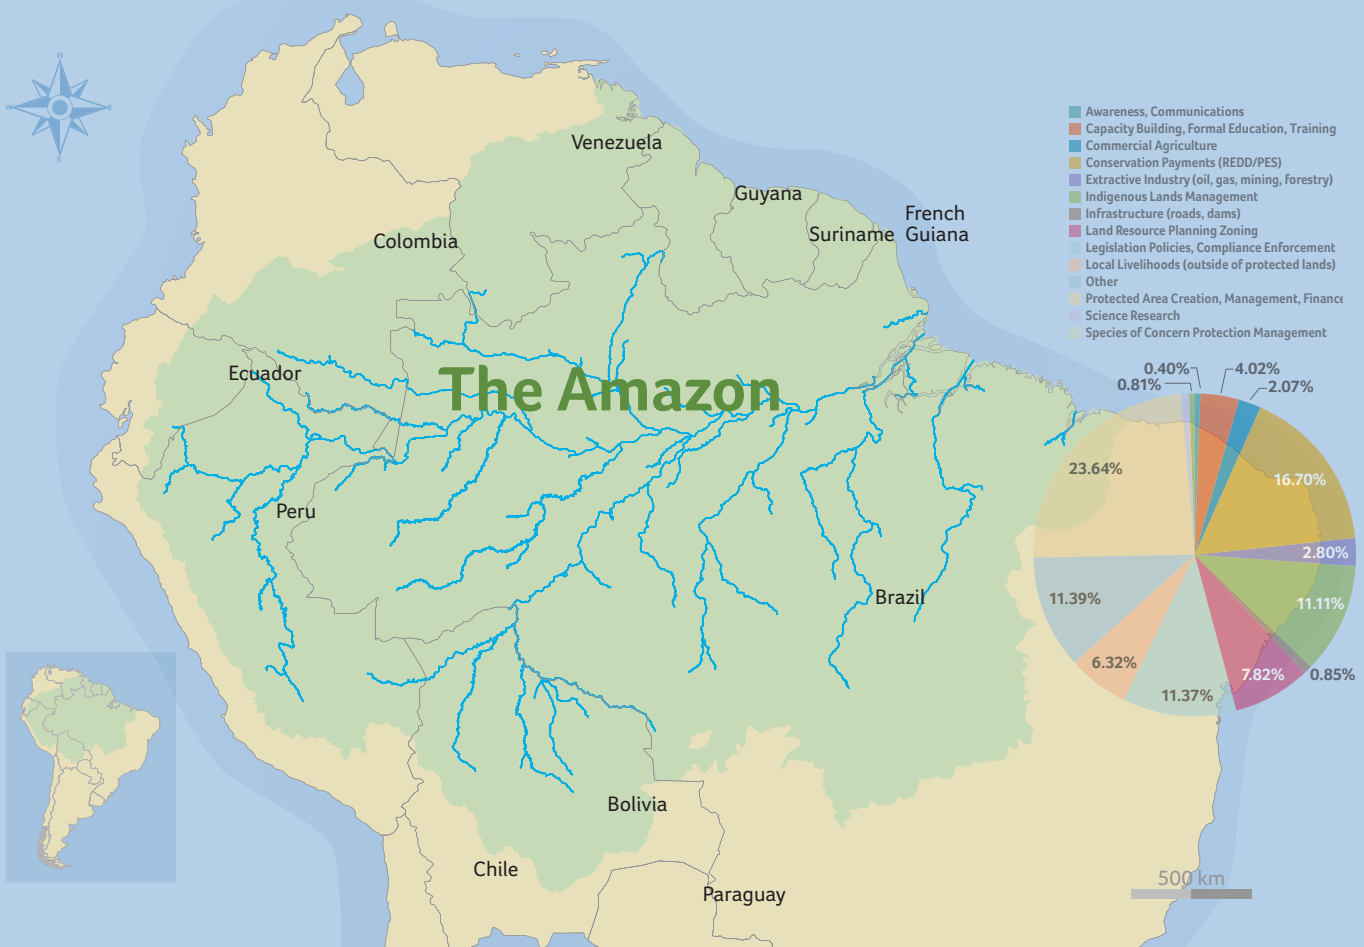 N
W
E
S
Venezuela
Guyana
French
Guiana
Suriname
Colombia
Ecuador
The Amazon
Peru
Brazil
Bolivia
Chile
Paraguay
Awareness, Communications
Capacity Building, Formal Education, Training
Commercial Agriculture
Conservation Payments (REDD/PES)
Extractive Industry (oil, gas, mining, forestry)
Indigenous Lands Management
Infrastructure (roads, dams)
Land Resource Planning Zoning
Legislation Policies, Compliance Enforcement
Local Livelihoods (outside of protected lands)
Other
Protected Area Creation, Management, Finance
Science Research
Species of Concern Protection Management
0.40%
4.02%
0.81%
2.07%
23.64%
16.70%
2.80%
11.39%
11.11%
6.32%
7.82%
0.85%
11.37%
500 km